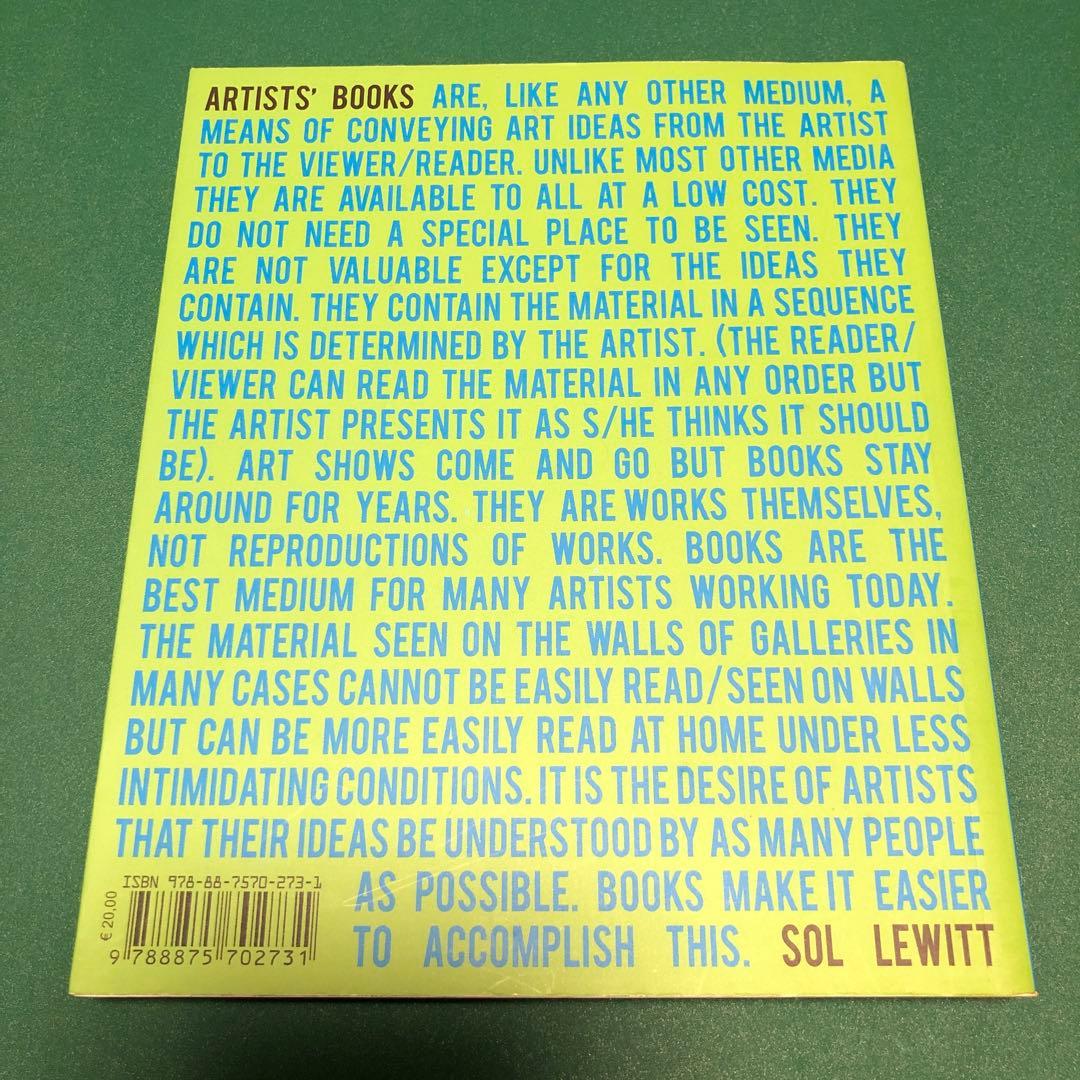 ARTISTS' BOOKS ARE, LIKE ANY OTHER MEDIUM, A
MEANS OF CONVEYING ART IDEAS FROM THE ARTIST
TO THE VIEWER/READER. UNLIKE MOST OTHER MEDIA
THEY ARE AVAILABLE TO ALL AT A LOW COST. THEY
DO NOT NEED A SPECIAL PLACE TO BE SEEN. THEY
ARE NOT VALUABLE EXCEPT FOR THE IDEAS THEY
CONTAIN. THEY CONTAIN THE MATERIAL IN A SEQUENCE
WHICH IS DETERMINED BY THE ARTIST. (THE READER/
VIEWER CAN READ THE MATERIAL IN ANY ORDER BUT
THE ARTIST PRESENTS IT AS S/HE THINKS IT SHOULD
BE). ART SHOWS COME AND GO BUT BOOKS STAY
AROUND FOR YEARS. THEY ARE WORKS THEMSELVES,
NOT REPRODUCTIONS OF WORKS. BOOKS ARE THE
BEST MEDIUM FOR MANY ARTISTS WORKING TODAY.
THE MATERIAL SEEN ON THE WALLS OF GALLERIES IN
MANY CASES CANNOT BE EASILY READ/SEEN ON WALLS
BUT CAN BE MORE EASILY READ AT HOME UNDER LESS
INTIMIDATING CONDITIONS. IT IS THE DESIRE OF ARTISTS
THAT THEIR IDEAS BE UNDERSTOOD BY AS MANY PEOPLE
AS POSSIBLE. BOOKS MAKE IT EASIER
TO ACCOMPLISH THIS. SOL LEWITT
ISBN 978-88-7570-273-1
€ 20,00
9 788875 702731